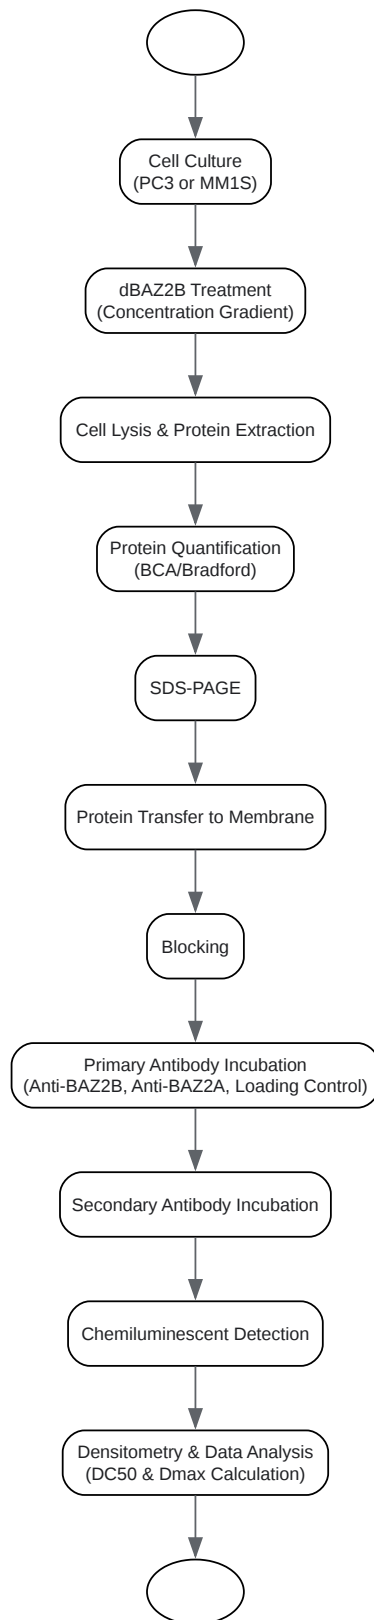 Cell Culture
(PC3 or MM1S)
dBAZ2B Treatment
(Concentration Gradient)
Cell Lysis & Protein Extraction
Protein Quantification
(BCA/Bradford)
SDS-PAGE
Protein Transfer to Membrane
Blocking
Primary Antibody Incubation
(Anti-BAZ2B, Anti-BAZ2A, Loading Control)
Secondary Antibody Incubation
Chemiluminescent Detection
Densitometry & Data Analysis
(DC50 & Dmax Calculation)